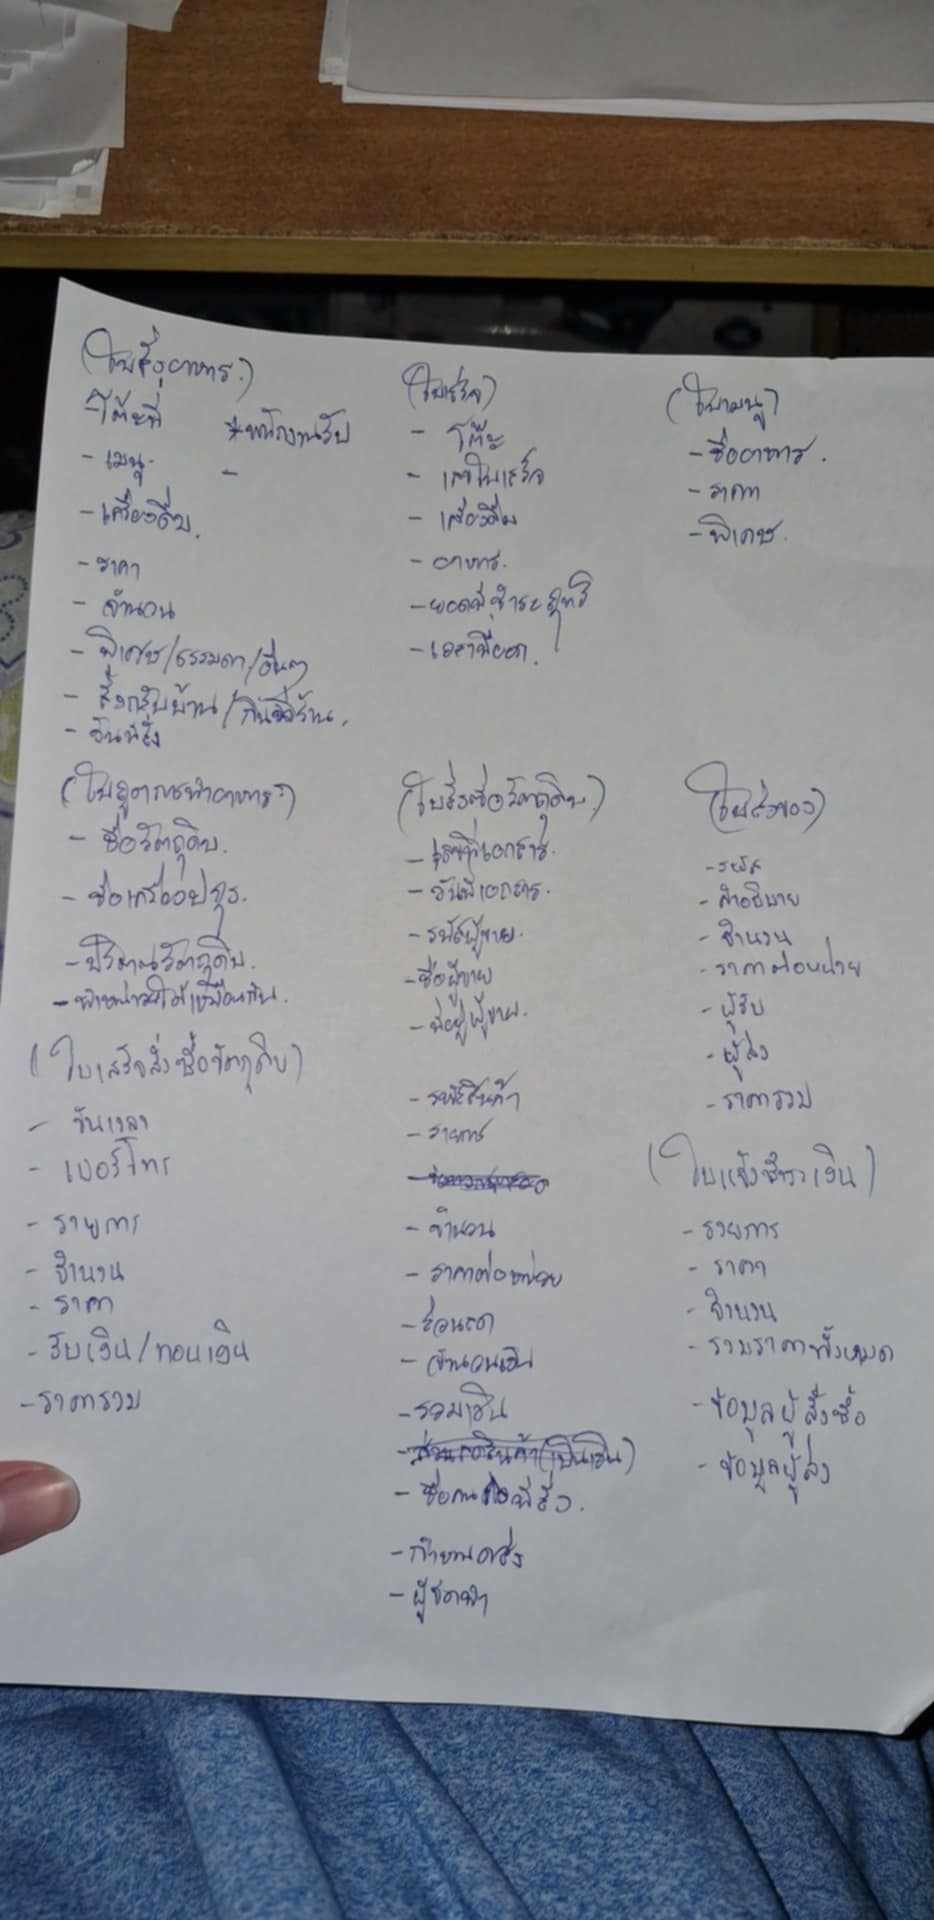 (ใบสั่งอาหาร)
- โต๊ะที่
* พนักงานรับ
- เมนู
-
- เครื่องดื่ม
- ราคา
- จำนวน
- พิเศษ/ธรรมดา/อื่นๆ
- สั่งกลับบ้าน/กินที่ร้าน
- วันที่สั่ง
(ใบเสร็จ)
- โต๊ะ
- เลขใบเสร็จ
- เครื่องดื่ม
- อาหาร
- ยอดที่ชำระสุทธิ
- เวลาที่ออก
(ใบเมนู)
- ชื่ออาหาร
- ราคา
- พิเศษ
(ใบสูตรการทำอาหาร)
- ชื่อวัตถุดิบ
- ชื่อเครื่องปรุง
- ปริมาณวัตถุดิบ
(ใบสั่งซื้อวัตถุดิบ)
- เลขที่เอกสาร
- วันที่เอกสาร
- รหัสผู้ขาย
- ชื่อผู้ขาย
- ที่อยู่ผู้ขาย
- รหัสสินค้า
- รายการ
- จำนวน
- ราคาต่อหน่วย
- ส่วนลด
- จำนวนเงิน
- รวมเงิน
- ชื่อคนที่สั่ง
- กำหนดส่ง
- ผู้จัดทำ
(ใบส่งของ)
- รหัส
- คำอธิบาย
- จำนวน
- ราคาต่อหน่วย
- ผู้รับ
- ผู้ส่ง
- ราคารวม
(ใบเสร็จสั่งซื้อวัตถุดิบ)
- วันเวลา
- เบอร์โทร
- รายการ
- จำนวน
- ราคา
- รับเงิน/ทอนเงิน
- ราคารวม
(ใบแจ้งชำระเงิน)
- รายการ
- ราคา
- จำนวน
- รวมราคาทั้งหมด
- ข้อมูลผู้สั่งซื้อ
- ข้อมูลผู้ส่ง